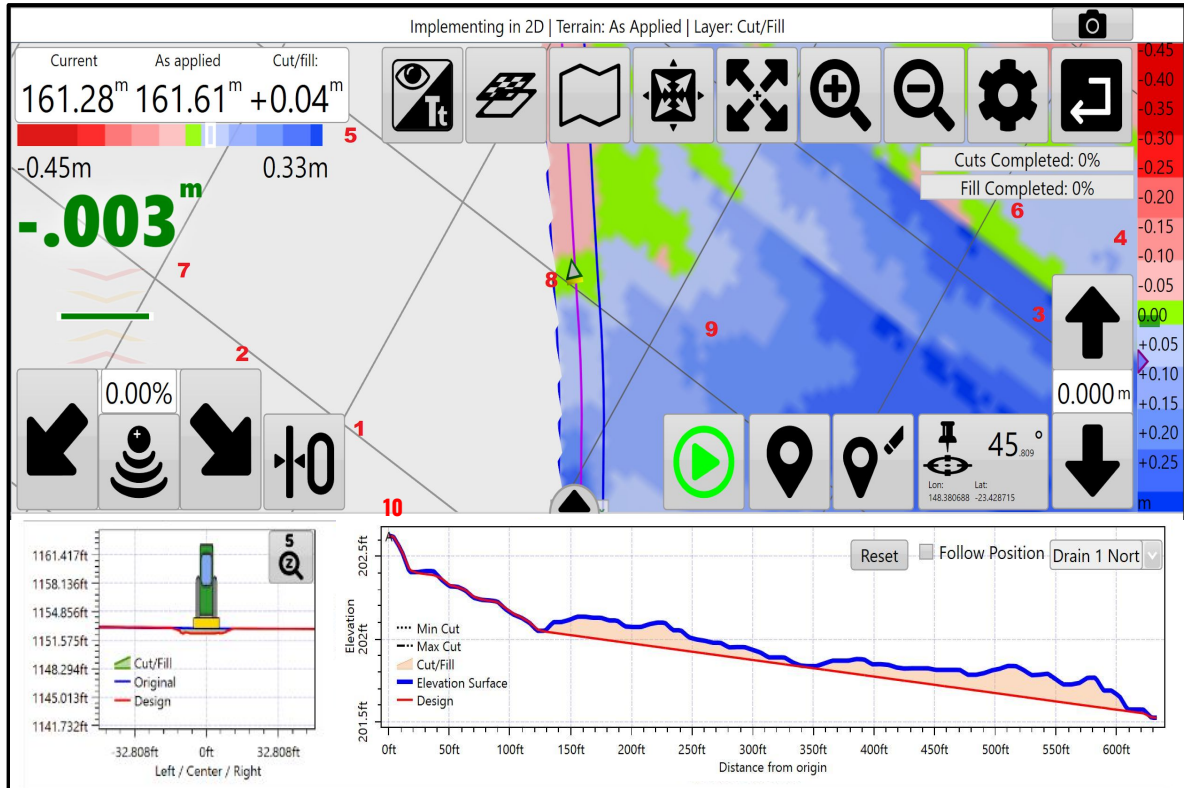 Implementing in 2D | Terrain: As Applied | Layer: Cut/Fill
Current As applied Cut/fill:
161.28m 161.61m +0.04m
-0.45m 0.33m
-.003m
Tt
Cuts Completed: 0%
Fill Completed: 0%
5
6
4
7
8
3
9
2
1
10
-0.45
-0.40
-0.35
-0.30
-0.25
-0.20
-0.15
-0.10
-0.05
0.00
+0.05
+0.10
+0.15
+0.20
+0.25
m
0.00%
0.000 m
45.809°
Lon: Lat:
148.380688 -23.428715
1161.417ft
1158.136ft
1154.856ft
1151.575ft
1148.294ft
1145.013ft
1141.732ft
5
Z
Cut/Fill
Original
Design
-32.808ft 0ft 32.808ft
Left / Center / Right
Reset Follow Position Drain 1 Nort
A
Elevation
202.5ft
202ft
201.5ft
Min Cut
Max Cut
Cut/Fill
Elevation Surface
Design
0ft 50ft 100ft 150ft 200ft 250ft 300ft 350ft 400ft 450ft 500ft 550ft 600ft
Distance from origin